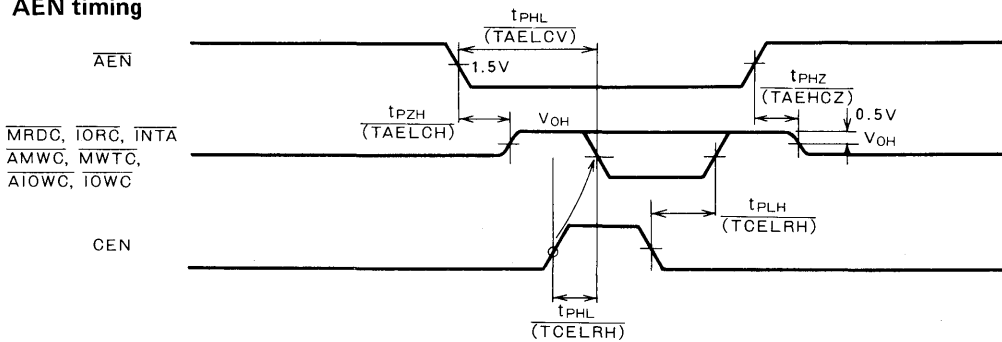 AEN timing
tPHL
(TAELCV)
AEN
1.5V
tPHZ
(TAEHCZ)
tPZH
(TAELCH)
VOH
0.5V
VOH
MRDC, IORC, INTA
AMWC, MWTC,
AIOWC, IOWC
tPLH
(TCELRH)
CEN
tPHL
(TCELRH)